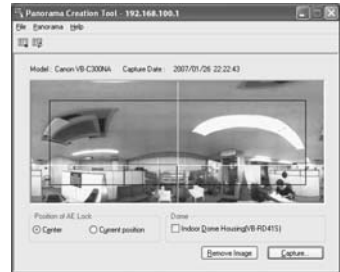 Panorama Creation Tool - 192.168.100.1
File Panorama Help
Model : Canon VB-C300NA Capture Date : 2007/01/26 22:22:43
Position of AE Lock
Center Current position
Dome
Indoor Dome Housing(VB-RD41S)
Remove Image Capture...